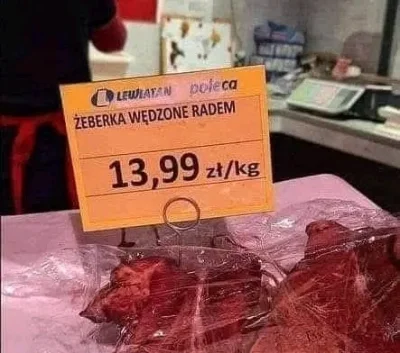 LEWIATAN poleca
ŻEBERKA WĘDZONE RADEM
13,99 zł/kg